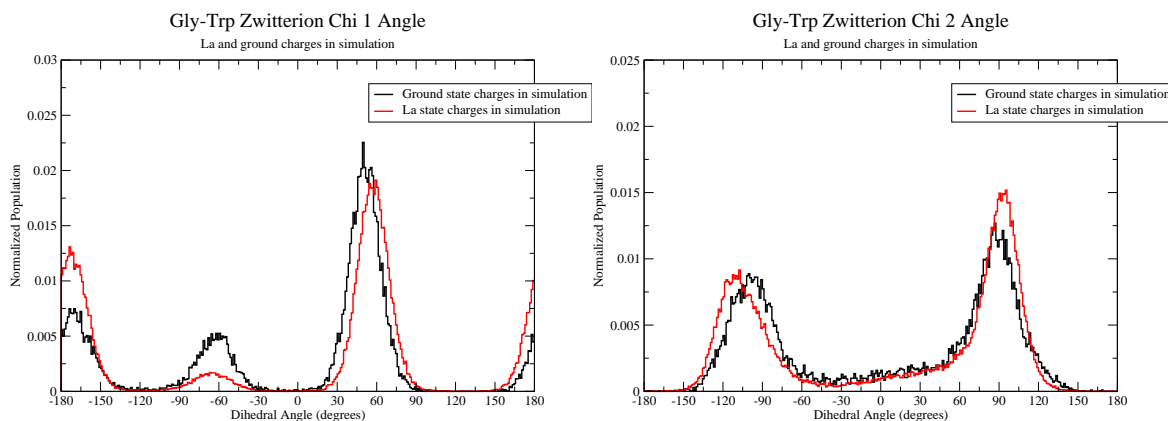 Gly-Trp Zwitterion Chi 1 Angle
La and ground charges in simulation
0.03
0.025
0.02
0.015
0.01
0.005
0
Normalized Population
Ground state charges in simulation
La state charges in simulation
-180 -150 -120 -90 -60 -30 0 30 60 90 120 150 180
Dihedral Angle (degrees)
Gly-Trp Zwitterion Chi 2 Angle
La and ground charges in simulation
0.025
0.02
0.015
0.01
0.005
0
Normalized Population
Ground state charges in simulation
La state charges in simulation
-180 -150 -120 -90 -60 -30 0 30 60 90 120 150 180
Dihedral Angle (degrees)